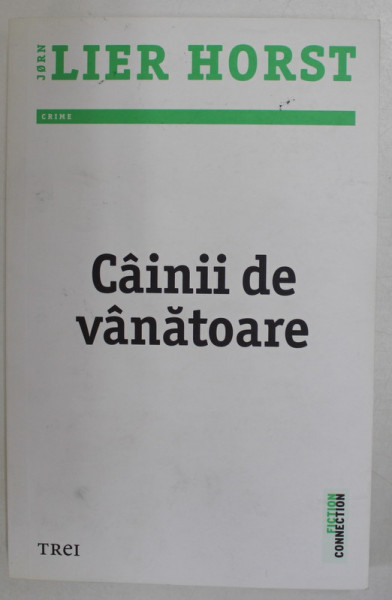 JØRN
LIER HORST
CRIME
Câinii de
vânătoare
TREI
FICTION
CONNECTION